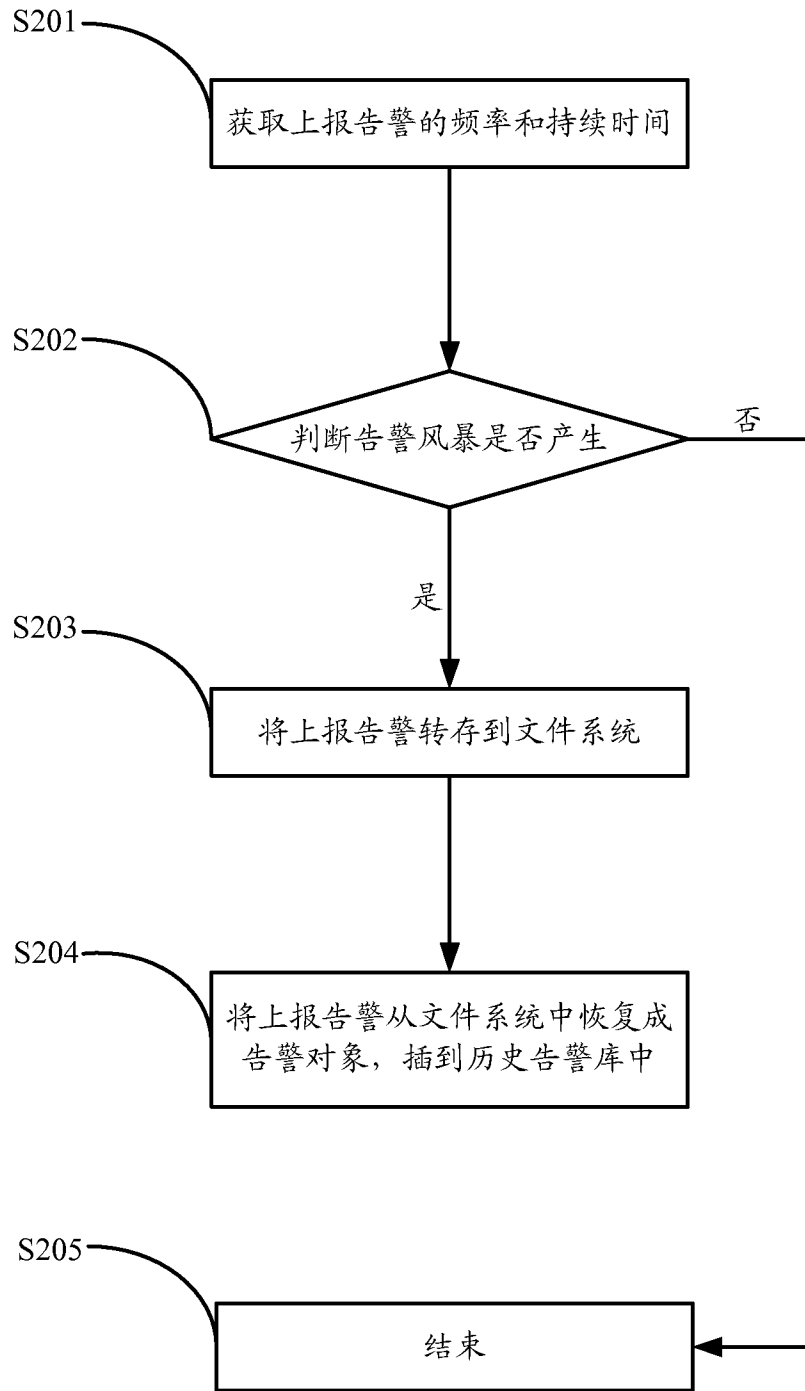 S201
获取上报告警的频率和持续时间
S202
判断告警风暴是否产生
否
是
S203
将上报告警转存到文件系统
S204
将上报告警从文件系统中恢复成
告警对象，插到历史告警库中
S205
结束